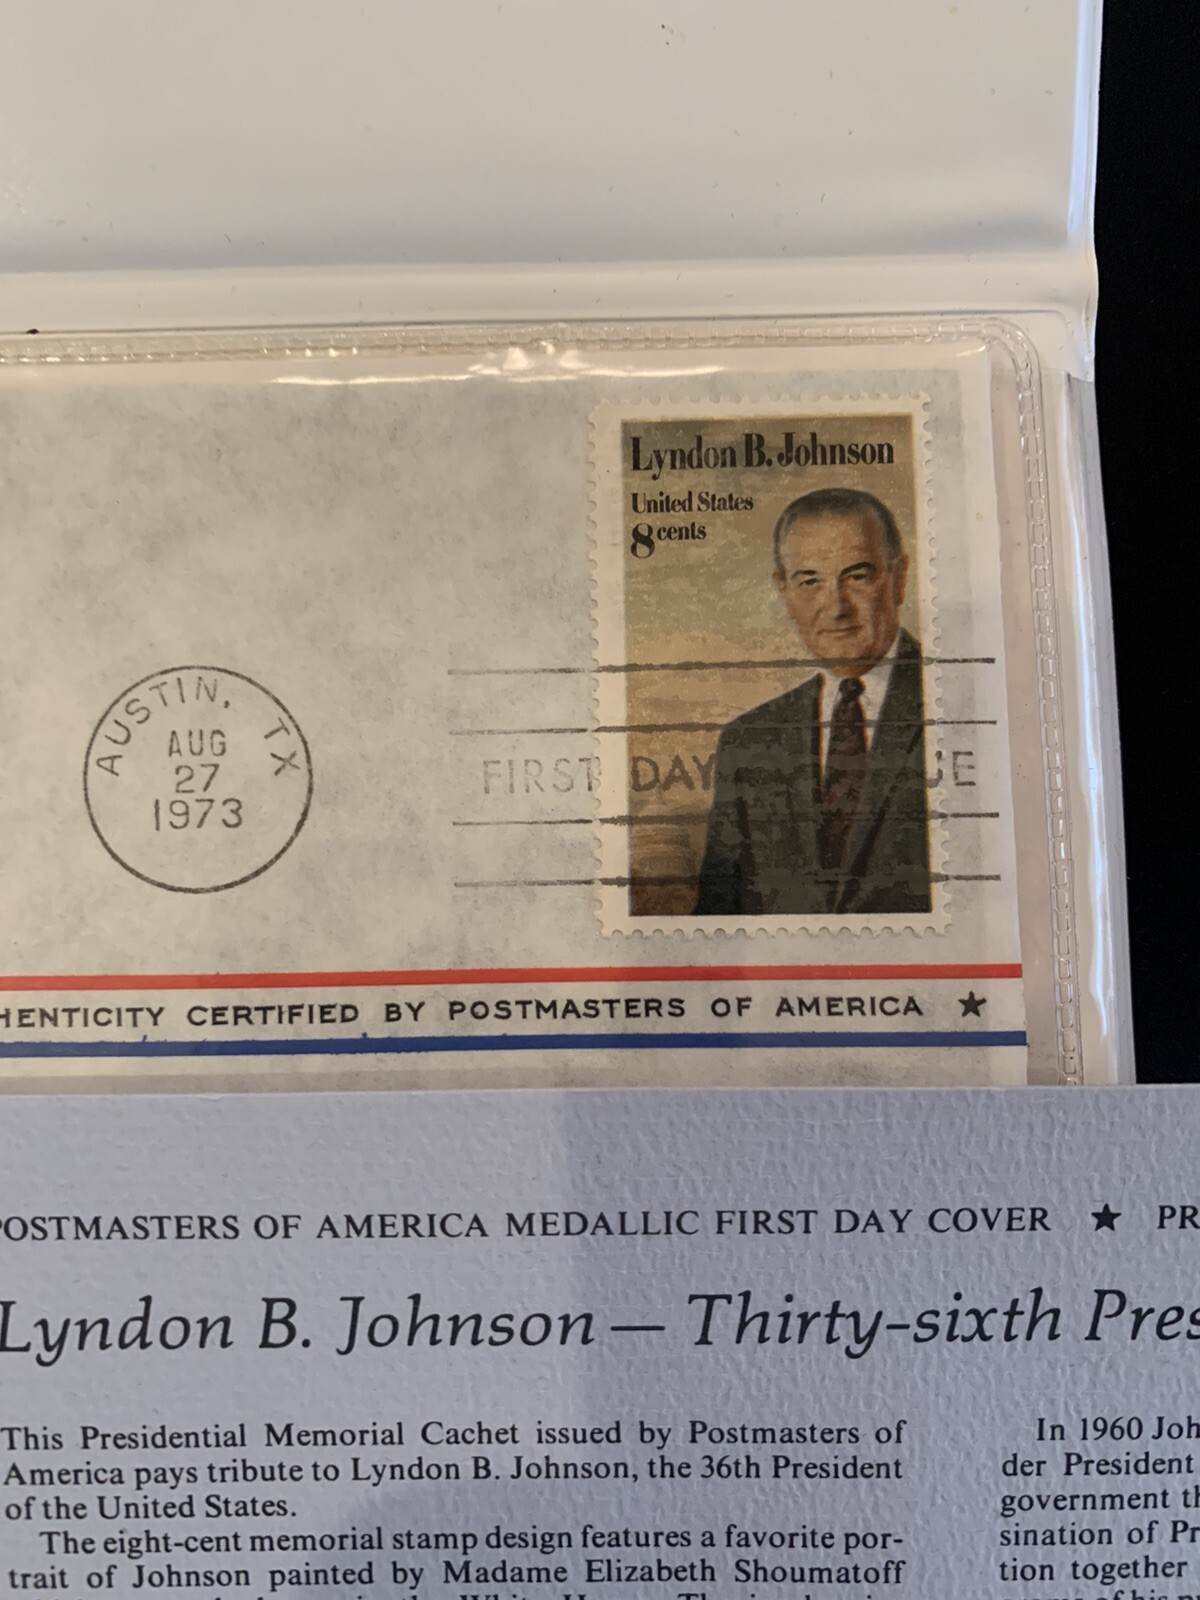 Lyndon B. Johnson
United States
8 cents
AUSTIN, TX
AUG
27
1973
FIRST DAY
AUTHENTICITY CERTIFIED BY POSTMASTERS OF AMERICA ★
POSTMASTERS OF AMERICA MEDALLIC FIRST DAY COVER ★ PR
Lyndon B. Johnson — Thirty-sixth Pres
This Presidential Memorial Cachet issued by Postmasters of
America pays tribute to Lyndon B. Johnson, the 36th President
of the United States.
The eight-cent memorial stamp design features a favorite por-
trait of Johnson painted by Madame Elizabeth Shoumatoff
In 1960 Joh
der President
government th
sination of Pr
tion together